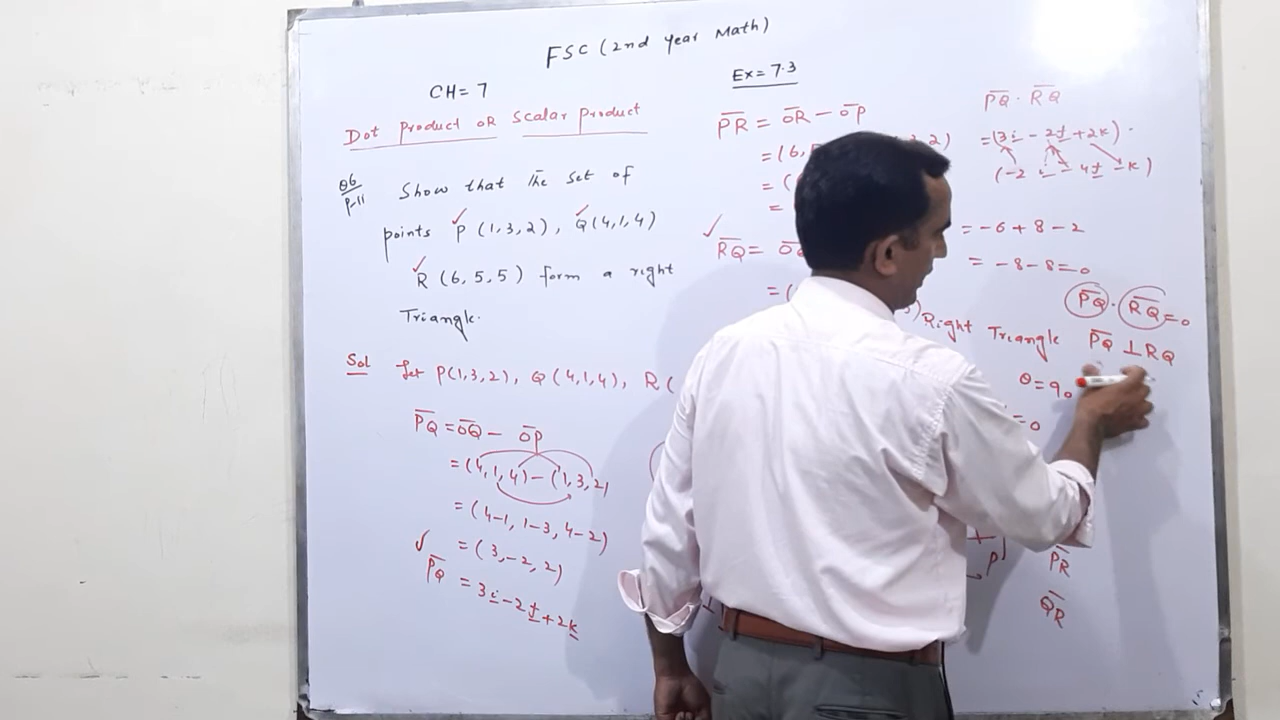 FSC (2nd year Math)
CH= 7
Ex= 7.3
Dot Product OR Scalar Product
Q6
P-11
Show that the set of
points P (1,3,2), Q(4,1,4)
R (6, 5, 5) form a right
Triangle.
Sol
let P(1,3,2), Q(4,1,4), R (
PQ = OQ - OP
= (4,1,4) - (1,3,2)
= (4-1, 1-3, 4-2)
= (3,-2, 2)
PQ = 3i - 2j + 2k
PR = OR - OP
= (6,
= (
=
RQ =
= (
PQ . RQ
= (3i - 2j + 2k) .
(-2i - 4j - k)
= -6 + 8 - 2
= -8-8=0
PQ . RQ = 0
Right Triangle
PQ ⊥ RQ
θ = 90
= 0
P
PR
QR